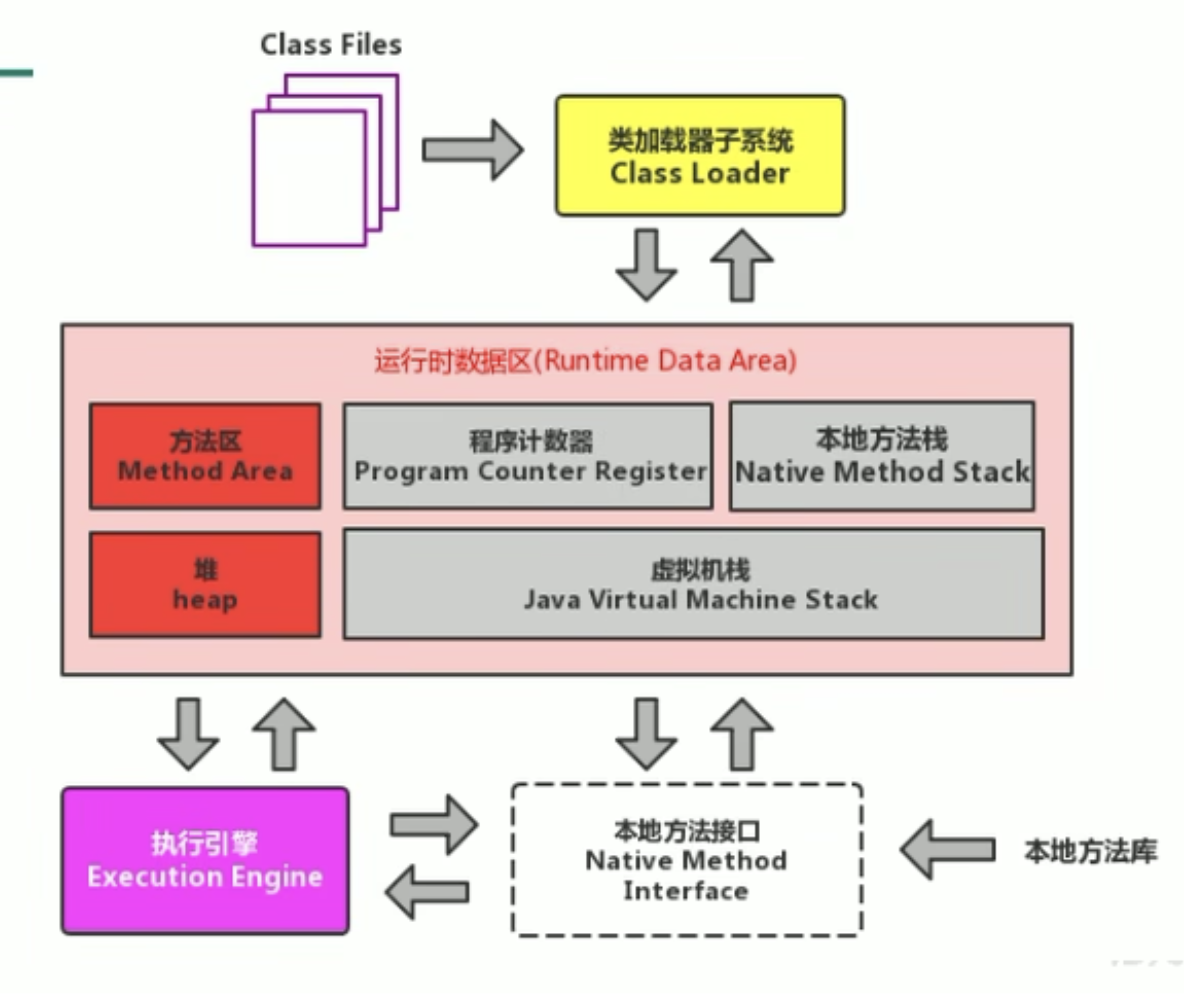 Class Files
类加载器子系统
Class Loader
运行时数据区(Runtime Data Area)
方法区
Method Area
程序计数器
Program Counter Register
本地方法栈
Native Method Stack
堆
heap
虚拟机栈
Java Virtual Machine Stack
执行引擎
Execution Engine
本地方法接口
Native Method
Interface
本地方法库